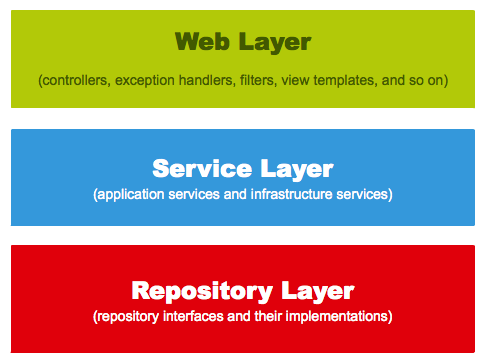 Web Layer
(controllers, exception handlers, filters, view templates, and so on)
Service Layer
(application services and infrastructure services)
Repository Layer
(repository interfaces and their implementations)